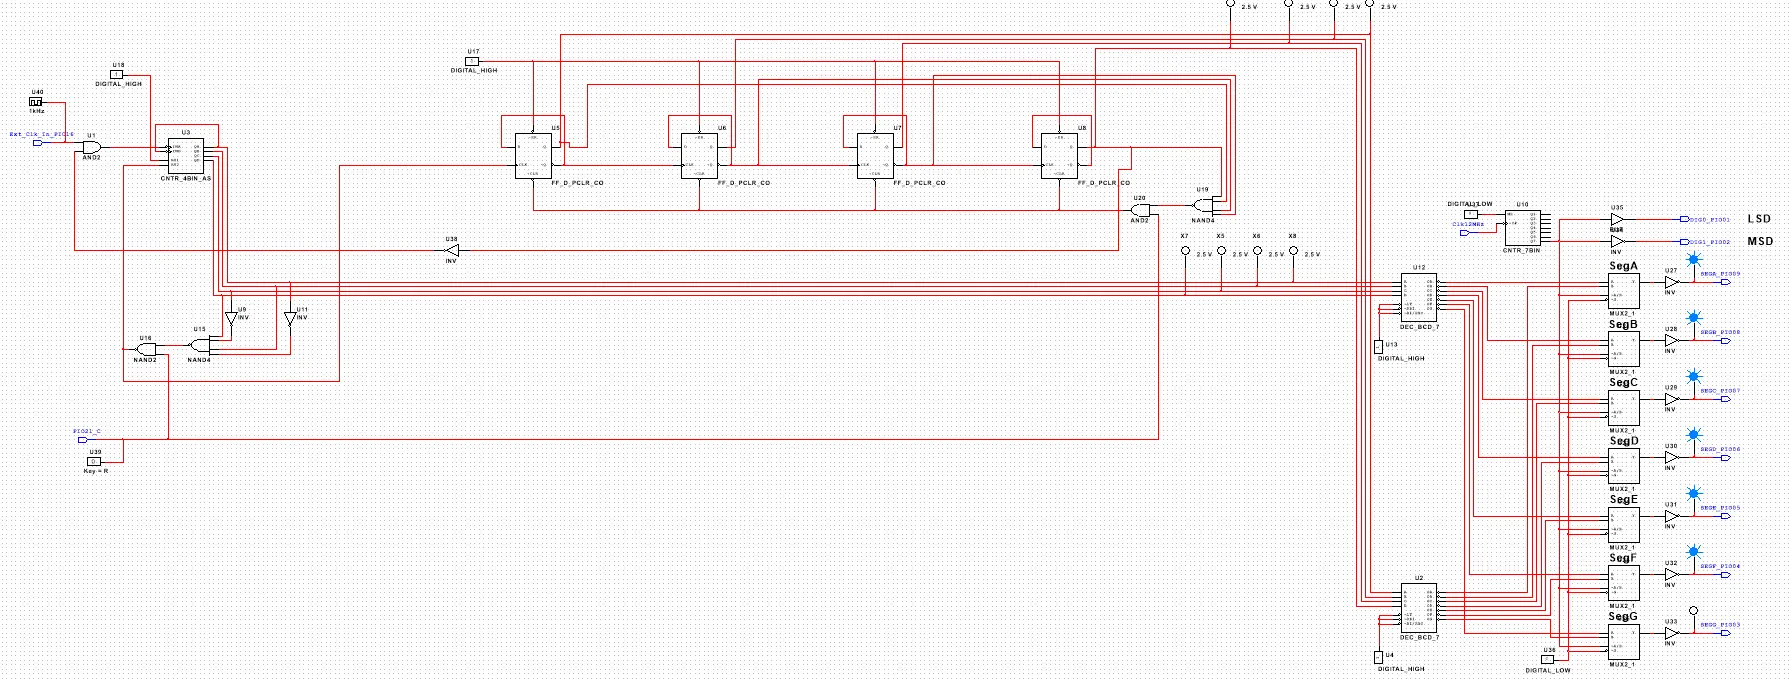 2.5 V 2.5 V 2.5 V 2.5 V
U17
DIGITAL_HIGH
U18
DIGITAL_HIGH
U40
1kHz
Ext_Clk_In_PIO16
U1
AND2
U3
CNTR_4BIN_AS
U5
FF_D_PCLR_CO
U6
FF_D_PCLR_CO
U7
FF_D_PCLR_CO
U8
FF_D_PCLR_CO
U20
AND2
U19
NAND4
U38
INV
X7 2.5 V
X5 2.5 V
X6 2.5 V
X8 2.5 V
DIGITAL_LOW
Clk12MHz
U10
CNTR_7BIN
U35
DIG0_PIO01
LSD
INV
DIG1_PIO02
MSD
U9
INV
U11
INV
U15
NAND4
U16
NAND2
PIO21_C
U39
Key = R
U12
DEC_BCD_7
U13
DIGITAL_HIGH
U2
DEC_BCD_7
U4
DIGITAL_HIGH
SegA
MUX2_1
U27
INV
SEGA_PIO09
SegB
MUX2_1
U28
INV
SEGB_PIO08
SegC
MUX2_1
U29
INV
SEGC_PIO07
SegD
MUX2_1
U30
INV
SEGD_PIO06
SegE
MUX2_1
U31
INV
SEGE_PIO05
SegF
MUX2_1
U32
INV
SEGF_PIO04
SegG
MUX2_1
U33
INV
SEGG_PIO03
U36
DIGITAL_LOW